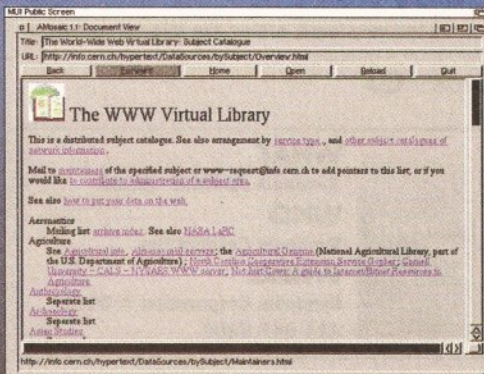 MUI Public Screen
AMosaic 1.1: Document View
Title: The World-Wide Web Virtual Library: Subject Catalogue
URL: http://info.cern.ch/hypertext/DataSources/bySubject/Overview.html
Back Forward Home Open Reload Quit
The WWW Virtual Library
This is a distributed subject catalogue. See also arrangement by service type , and other subject catalogues of
network information .
Mail to maintainers of the specified subject or www-request@info.cern.ch to add pointers to this list, or if you
would like to contribute to administration of a subject area.
See also how to put your data on the web.
Aeronautics
Mailing list archive index. See also NASA LaRC
Agriculture
See Agricultural info, Almanac mail servers; the Agricultural Genome (National Agricultural Library, part of
the U.S. Department of Agriculture) ; North Carolina Cooperative Extension Service Gopher; Cornell
University - CALS - NYSAES WWW server; Not Just Cows: A guide to Internet/Bitnet Resources in
Agriculture
Anthropology
Separate list
Archaeology
Separate list
Asian Studies
http://info.cern.ch/hypertext/DataSources/bySubject/Maintainers.html